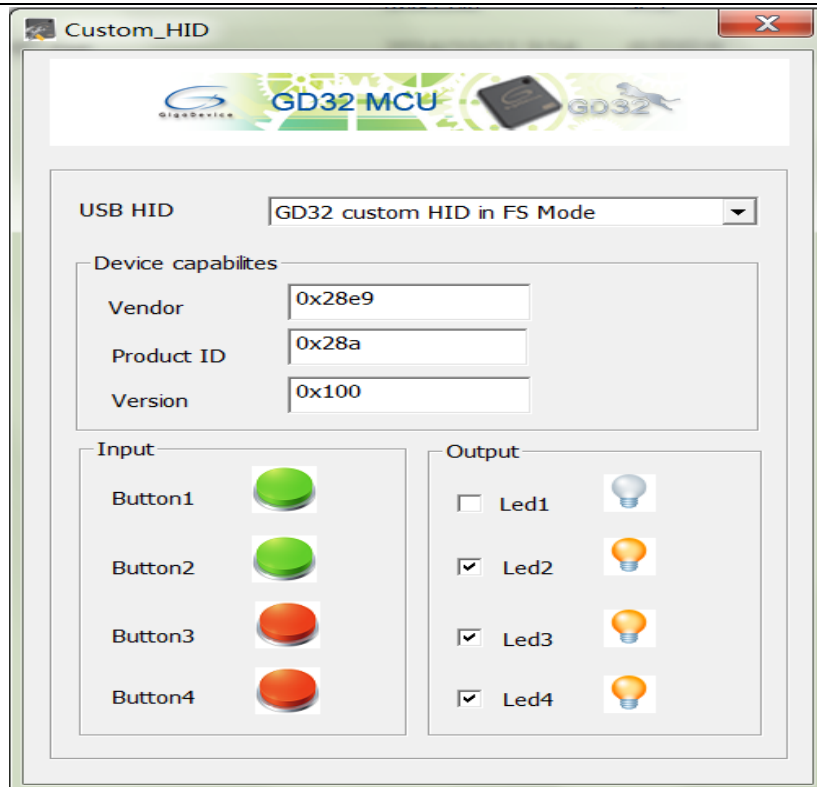 Custom_HID
GigaDevice
GD32 MCU
GD32
USB HID
GD32 custom HID in FS Mode
Device capabilites
Vendor
0x28e9
Product ID
0x28a
Version
0x100
Input
Button1
Button2
Button3
Button4
Output
Led1
Led2
Led3
Led4